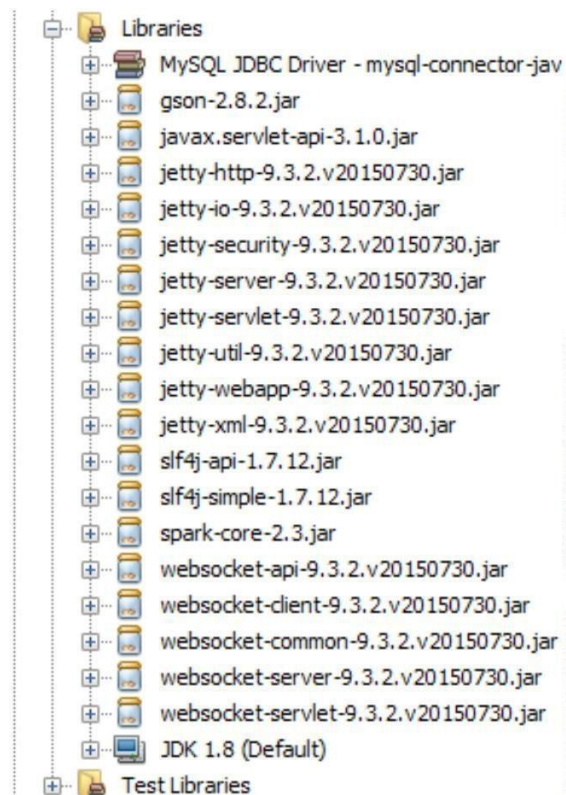 Libraries
MySQL JDBC Driver - mysql-connector-jav
gson-2.8.2.jar
javax.servlet-api-3.1.0.jar
jetty-http-9.3.2.v20150730.jar
jetty-io-9.3.2.v20150730.jar
jetty-security-9.3.2.v20150730.jar
jetty-server-9.3.2.v20150730.jar
jetty-servlet-9.3.2.v20150730.jar
jetty-util-9.3.2.v20150730.jar
jetty-webapp-9.3.2.v20150730.jar
jetty-xml-9.3.2.v20150730.jar
slf4j-api-1.7.12.jar
slf4j-simple-1.7.12.jar
spark-core-2.3.jar
websocket-api-9.3.2.v20150730.jar
websocket-client-9.3.2.v20150730.jar
websocket-common-9.3.2.v20150730.jar
websocket-server-9.3.2.v20150730.jar
websocket-servlet-9.3.2.v20150730.jar
JDK 1.8 (Default)
Test Libraries